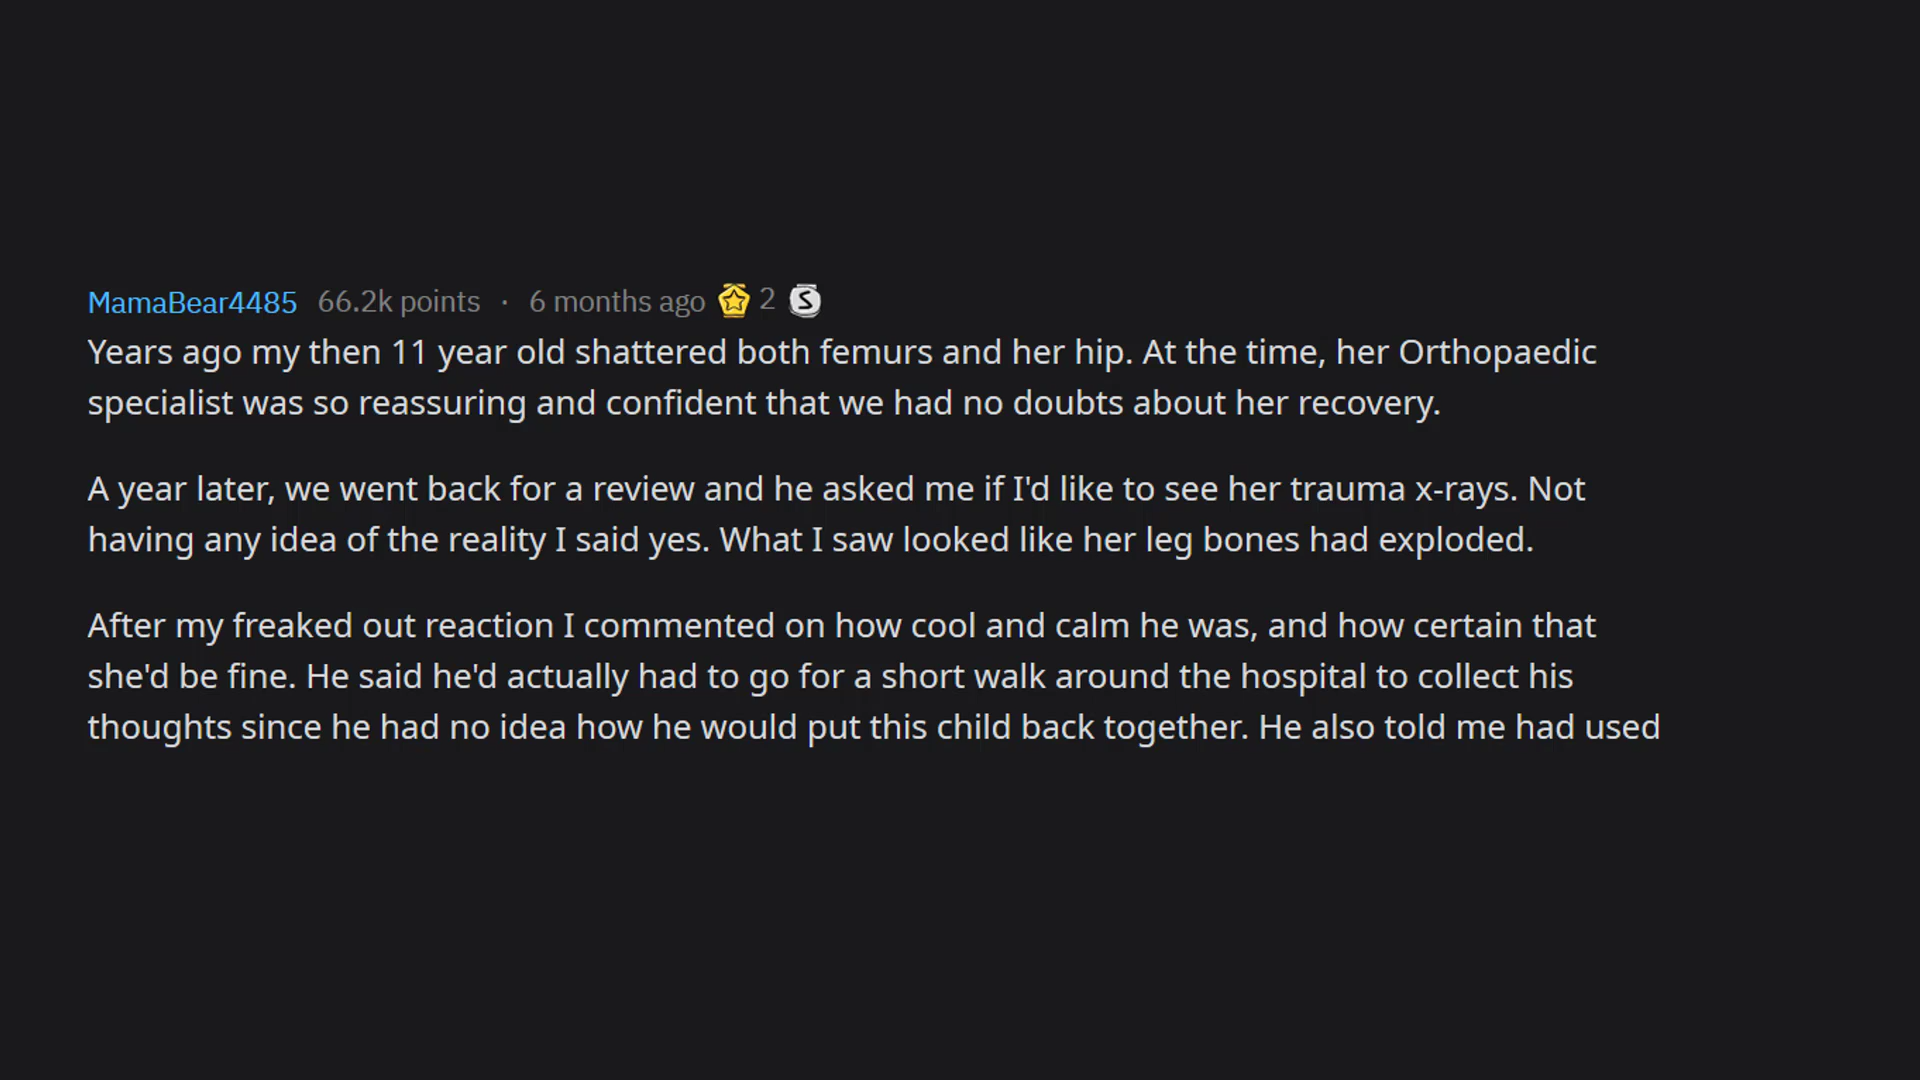 MamaBear4485 66.2k points · 6 months ago 2 S
Years ago my then 11 year old shattered both femurs and her hip. At the time, her Orthopaedic
specialist was so reassuring and confident that we had no doubts about her recovery.
A year later, we went back for a review and he asked me if I'd like to see her trauma x-rays. Not
having any idea of the reality I said yes. What I saw looked like her leg bones had exploded.
After my freaked out reaction I commented on how cool and calm he was, and how certain that
she'd be fine. He said he'd actually had to go for a short walk around the hospital to collect his
thoughts since he had no idea how he would put this child back together. He also told me had used